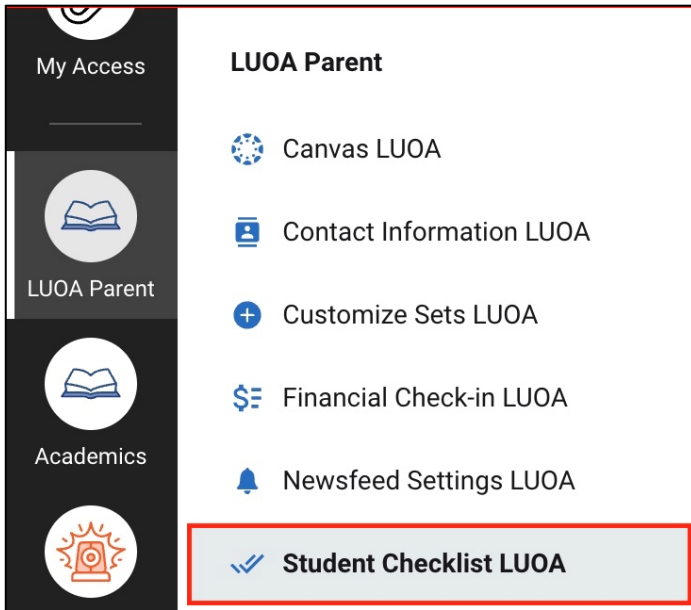 My Access
LUOA Parent
Academics
LUOA Parent
Canvas LUOA
Contact Information LUOA
Customize Sets LUOA
Financial Check-in LUOA
Newsfeed Settings LUOA
Student Checklist LUOA